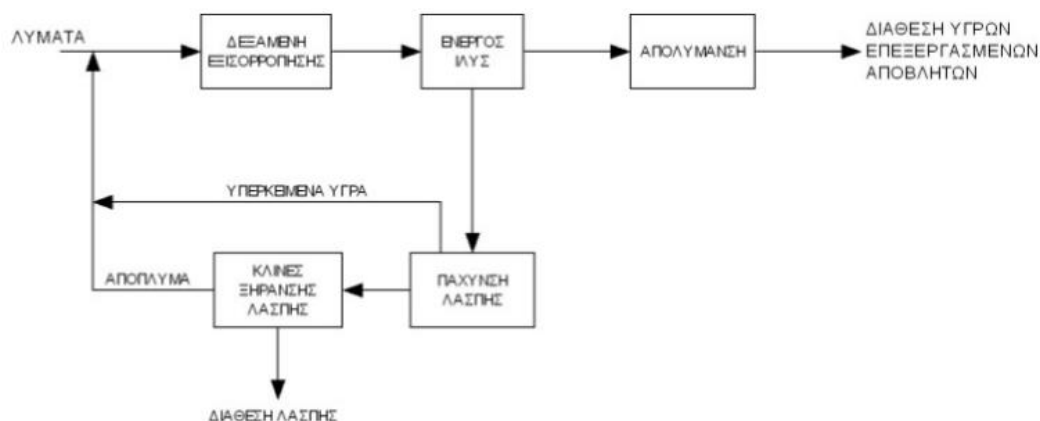 ΛΥΜΑΤΑ
ΔΕΞΑΜΕΝΗ
ΕΞΙΣΟΡΡΟΠΗΣΗΣ
ΕΝΕΡΓΟΣ
ΙΛΥΣ
ΑΠΟΛΥΜΑΝΣΗ
ΔΙΑΘΕΣΗ ΥΓΡΩΝ
ΕΠΕΞΕΡΓΑΣΜΕΝΩΝ
ΑΠΟΒΛΗΤΩΝ
ΥΠΕΡΚΕΙΜΕΝΑ ΥΓΡΑ
ΑΠΟΠΛΥΜΑ
ΚΛΙΝΕΣ
ΞΗΡΑΝΣΗΣ
ΛΑΣΠΗΣ
ΠΑΧΥΝΣΗ
ΛΑΣΠΗΣ
ΔΙΑΘΕΣΗ ΛΑΣΠΗΣ